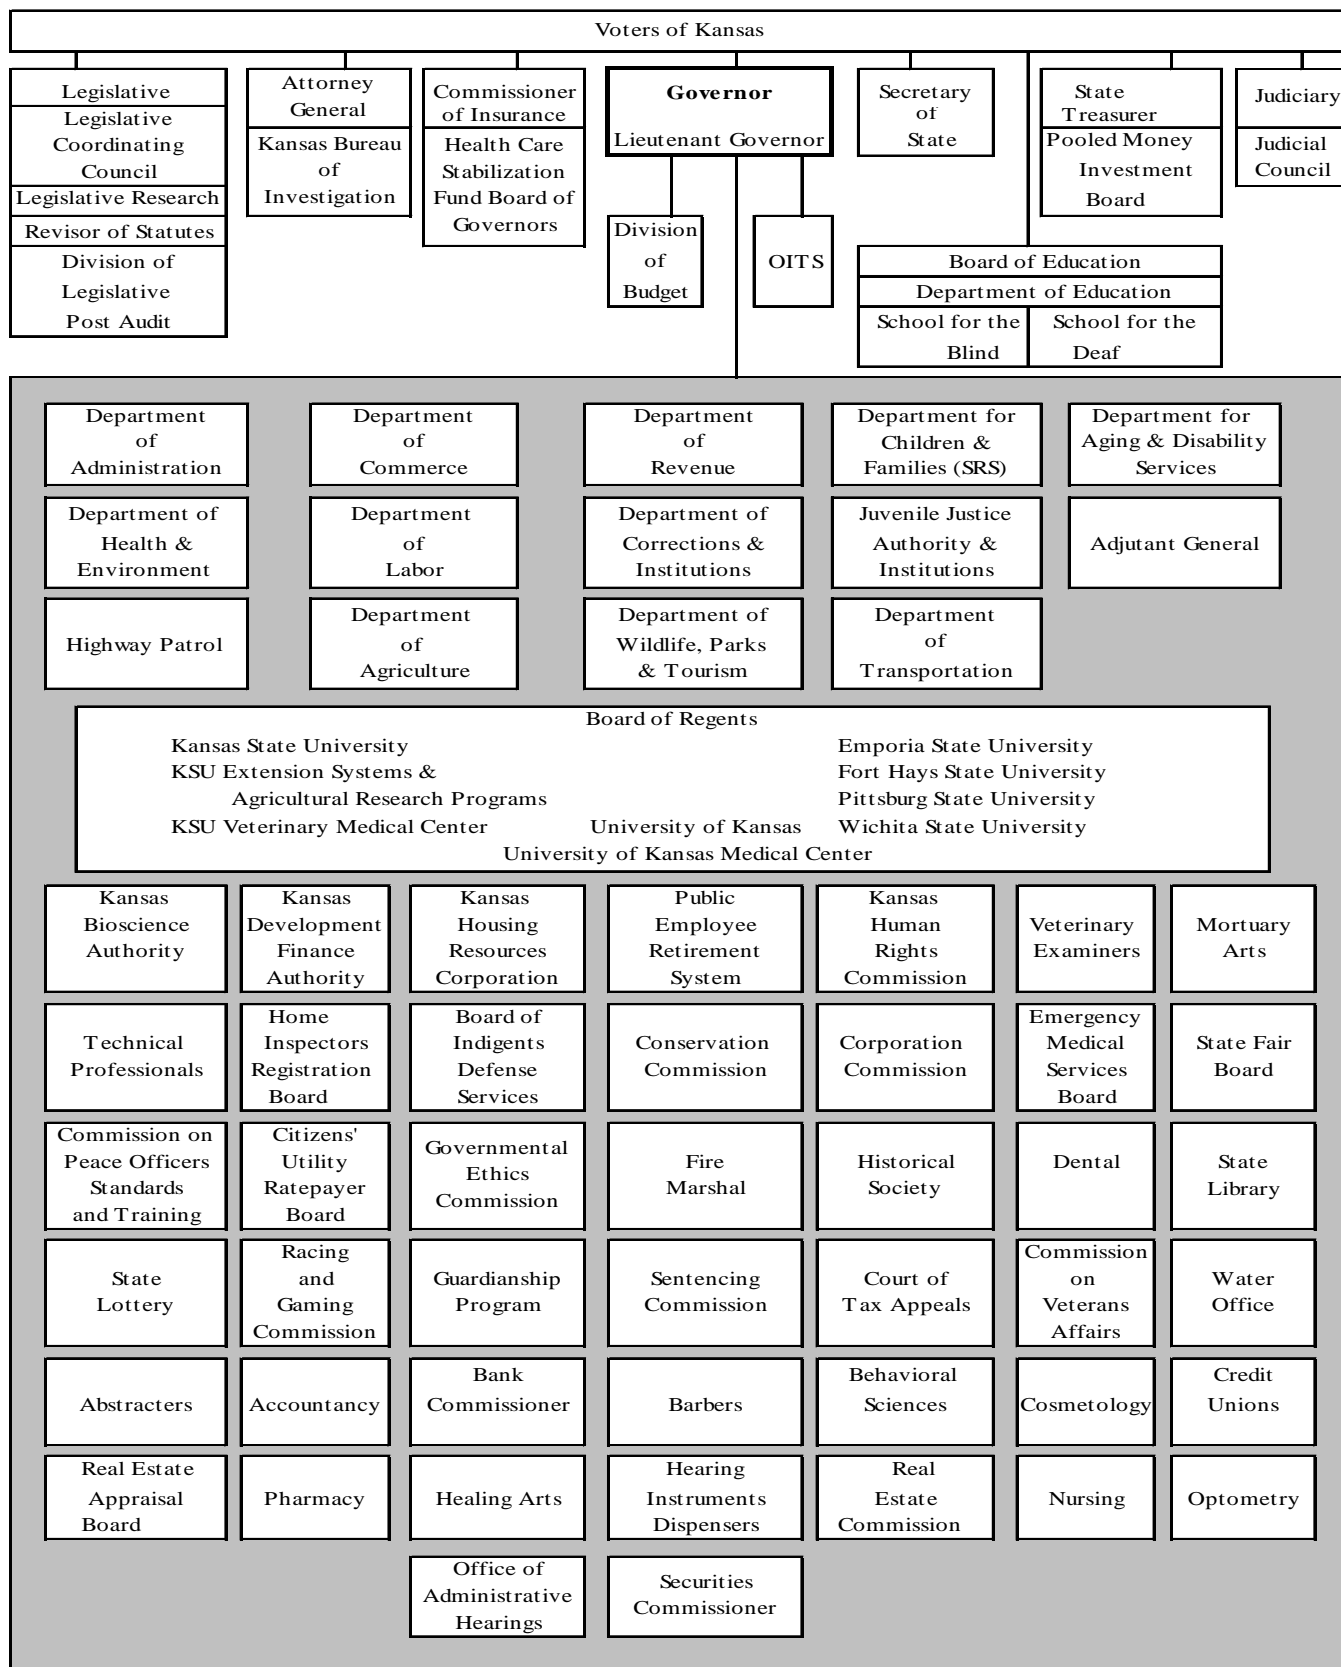 Voters of Kansas
Legislative
Legislative
Coordinating
Council
Legislative Research
Revisor of Statutes
Division of
Legislative
Post Audit
Attorney
General
Kansas Bureau
of
Investigation
Commissioner
of Insurance
Health Care
Stabilization
Fund Board of
Governors
Governor
Lieutenant Governor
Division
of
Budget
OITS
Secretary
of
State
State
Treasurer
Pooled Money
Investment
Board
Judiciary
Judicial
Council
Board of Education
Department of Education
School for the
Blind
School for the
Deaf
Department
of
Administration
Department
of
Commerce
Department
of
Revenue
Department for
Children &
Families (SRS)
Department for
Aging & Disability
Services
Department of
Health &
Environment
Department
of
Labor
Department of
Corrections &
Institutions
Juvenile Justice
Authority &
Institutions
Adjutant General
Highway Patrol
Department
of
Agriculture
Department of
Wildlife, Parks
& Tourism
Department
of
Transportation
Board of Regents
Kansas State University
KSU Extension Systems &
Agricultural Research Programs
KSU Veterinary Medical Center
University of Kansas
Emporia State University
Fort Hays State University
Pittsburg State University
Wichita State University
University of Kansas Medical Center
Kansas
Bioscience
Authority
Kansas
Development
Finance
Authority
Kansas
Housing
Resources
Corporation
Public
Employee
Retirement
System
Kansas
Human
Rights
Commission
Veterinary
Examiners
Mortuary
Arts
Technical
Professionals
Home
Inspectors
Registration
Board
Board of
Indigents
Defense
Services
Conservation
Commission
Corporation
Commission
Emergency
Medical
Services
Board
State Fair
Board
Commission on
Peace Officers
Standards
and Training
Citizens'
Utility
Ratepayer
Board
Governmental
Ethics
Commission
Fire
Marshal
Historical
Society
Dental
State
Library
State
Lottery
Racing
and
Gaming
Commission
Guardianship
Program
Sentencing
Commission
Court of
Tax Appeals
Commission
on
Veterans
Affairs
Water
Office
Abstracters
Accountancy
Bank
Commissioner
Barbers
Behavioral
Sciences
Cosmetology
Credit
Unions
Real Estate
Appraisal
Board
Pharmacy
Healing Arts
Hearing
Instruments
Dispensers
Real
Estate
Commission
Nursing
Optometry
Office of
Administrative
Hearings
Securities
Commissioner